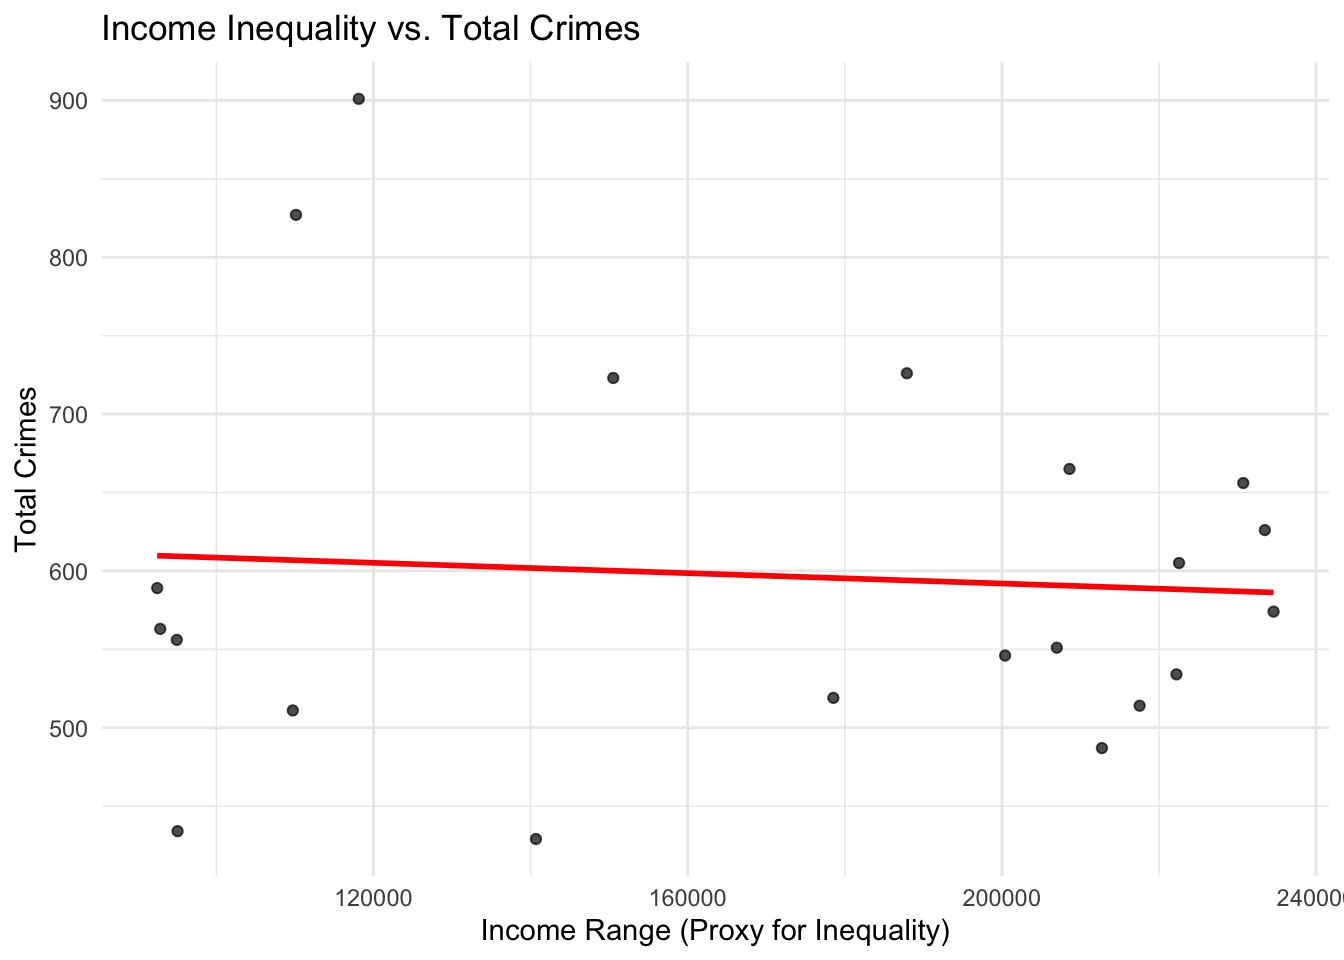 Income Inequality vs. Total Crimes
900
800
700
600
500
Total Crimes
120000 160000 200000 24000
Income Range (Proxy for Inequality)